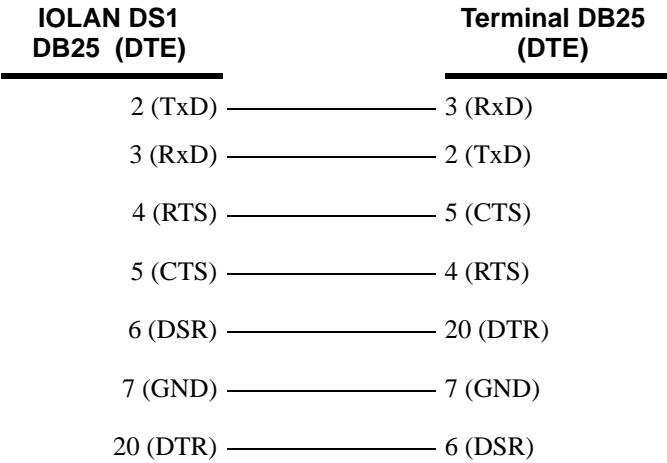 IOLAN DS1 Terminal DB25
DB25 (DTE) (DTE)
2 (TxD) 3 (RxD)
3 (RxD) 2 (TxD)
4 (RTS) 5 (CTS)
5 (CTS) 4 (RTS)
6 (DSR) 20 (DTR)
7 (GND) 7 (GND)
20 (DTR) 6 (DSR)